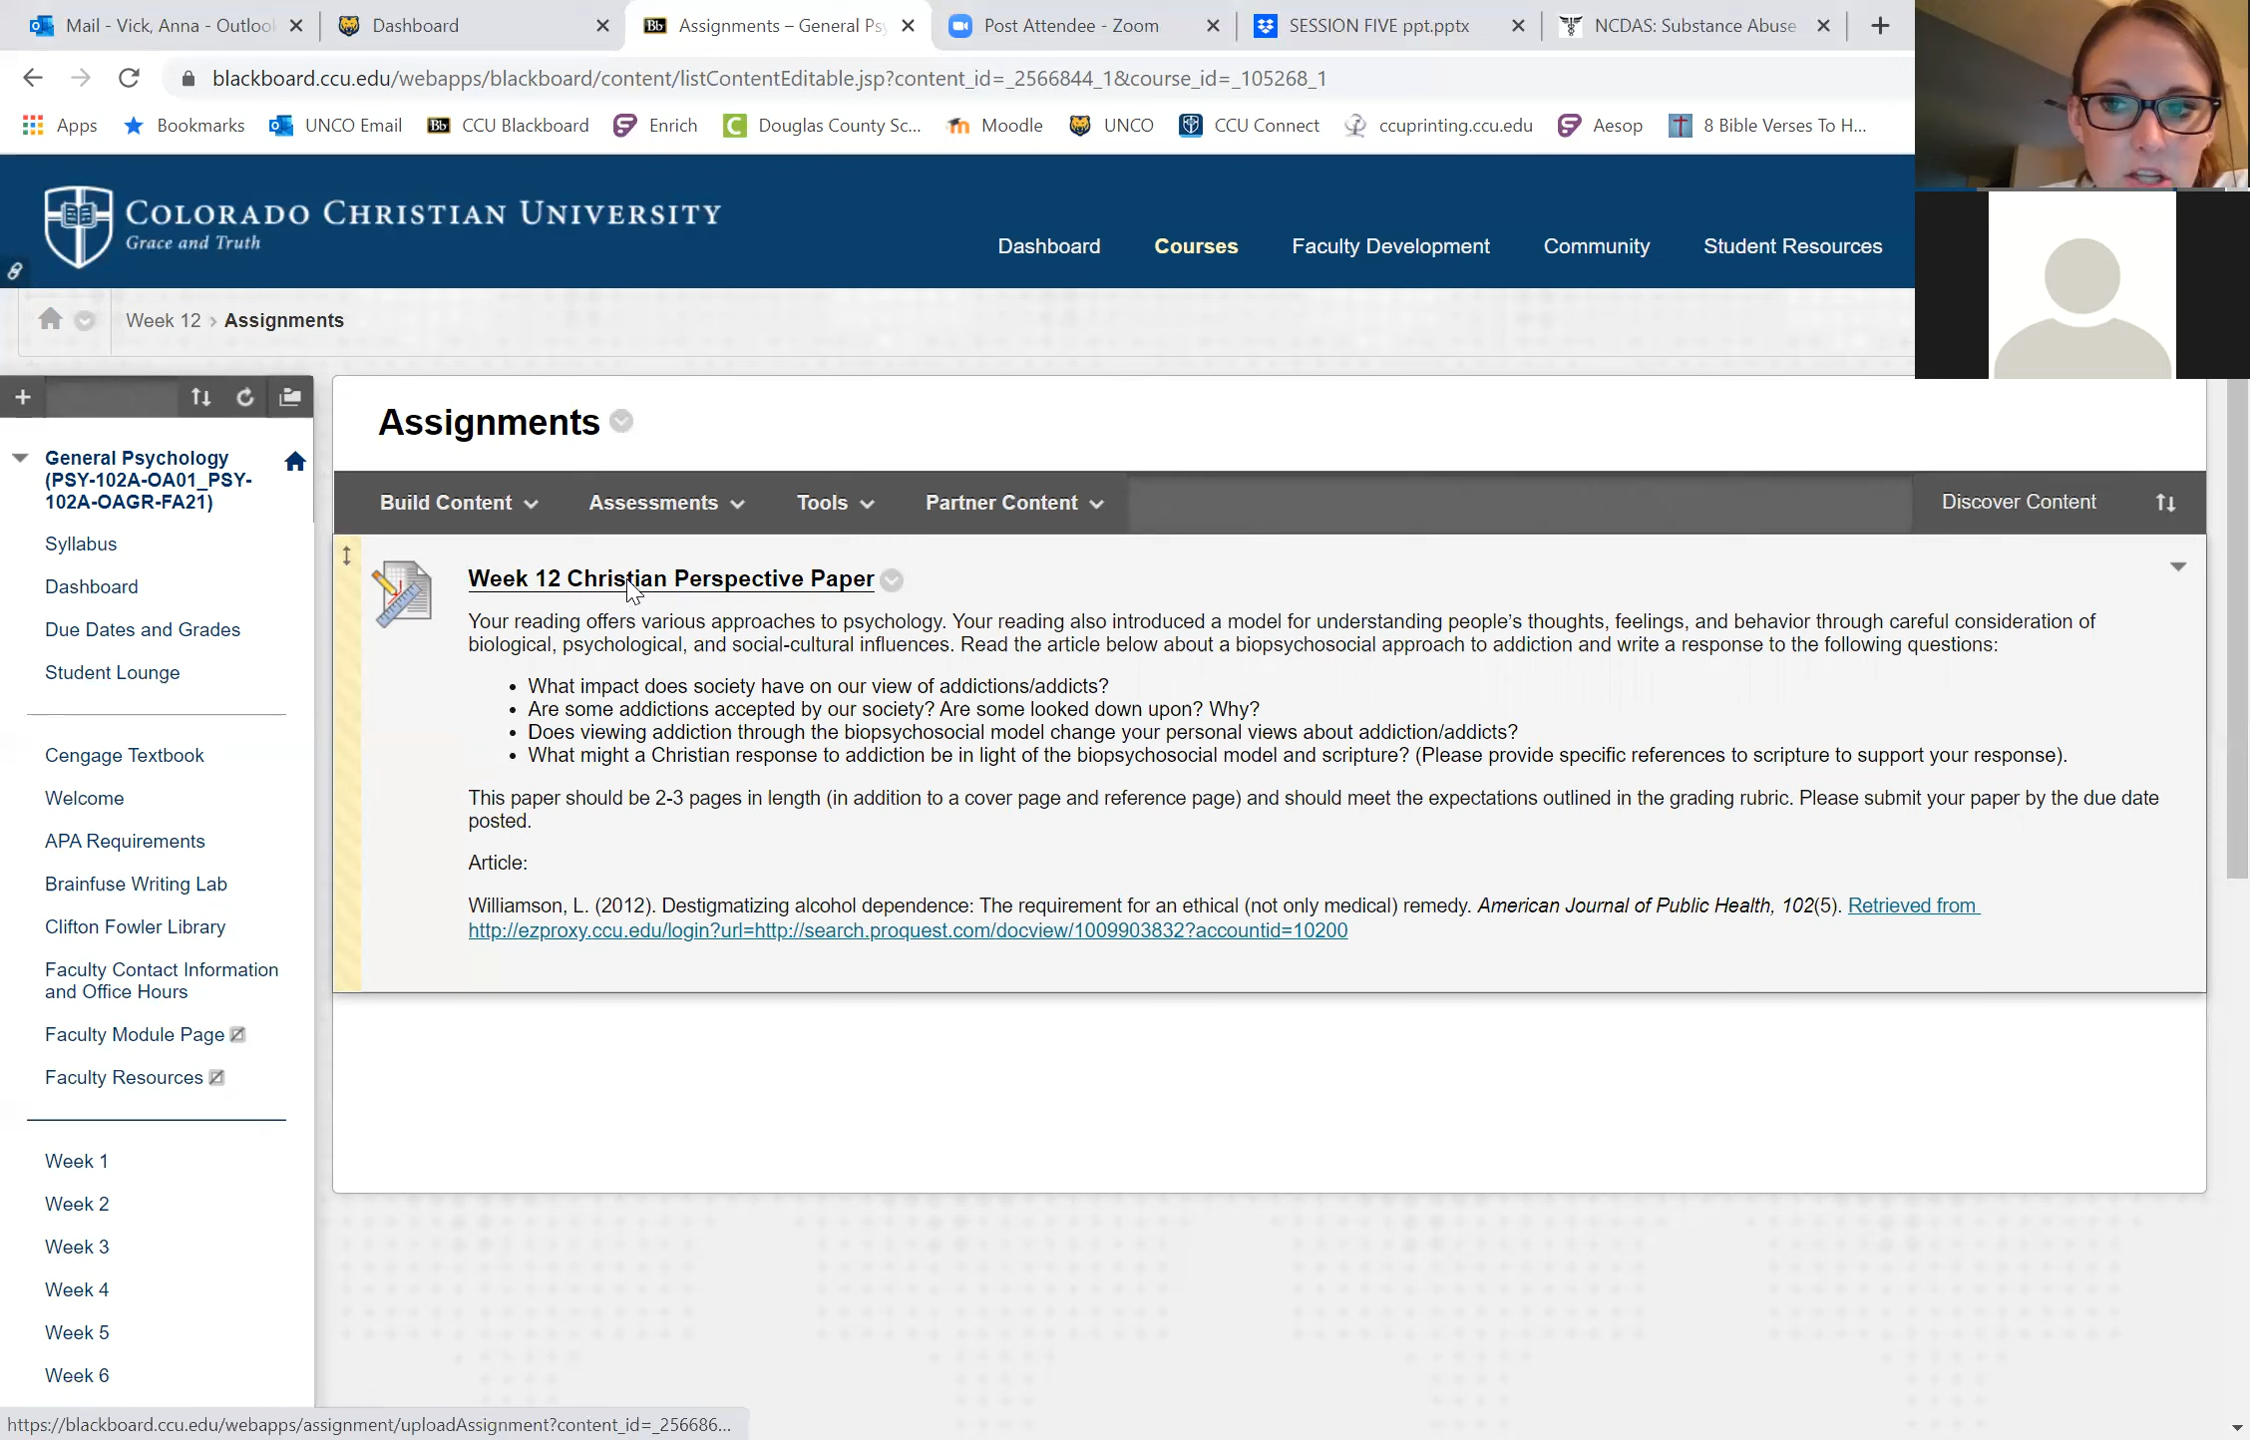 Mail - Vick, Anna - Outlook
Dashboard
Assignments – General Psy
Post Attendee - Zoom
SESSION FIVE ppt.pptx
NCDAS: Substance Abuse
blackboard.ccu.edu/webapps/blackboard/content/listContentEditable.jsp?content_id=_2566844_1&course_id=_105268_1
Apps
Bookmarks
UNCO Email
Bb CCU Blackboard
Enrich
Douglas County Sc...
Moodle
UNCO
CCU Connect
ccuprinting.ccu.edu
Aesop
8 Bible Verses To H...
COLORADO CHRISTIAN UNIVERSITY
Grace and Truth
Dashboard
Courses
Faculty Development
Community
Student Resources
Week 12 > Assignments
General Psychology
(PSY-102A-OA01_PSY-
102A-OAGR-FA21)
Syllabus
Dashboard
Due Dates and Grades
Student Lounge
Cengage Textbook
Welcome
APA Requirements
Brainfuse Writing Lab
Clifton Fowler Library
Faculty Contact Information
and Office Hours
Faculty Module Page
Faculty Resources
Week 1
Week 2
Week 3
Week 4
Week 5
Week 6
Assignments
Build Content
Assessments
Tools
Partner Content
Discover Content
Week 12 Christian Perspective Paper
Your reading offers various approaches to psychology. Your reading also introduced a model for understanding people's thoughts, feelings, and behavior through careful consideration of
biological, psychological, and social-cultural influences. Read the article below about a biopsychosocial approach to addiction and write a response to the following questions:
• What impact does society have on our view of addictions/addicts?
• Are some addictions accepted by our society? Are some looked down upon? Why?
• Does viewing addiction through the biopsychosocial model change your personal views about addiction/addicts?
• What might a Christian response to addiction be in light of the biopsychosocial model and scripture? (Please provide specific references to scripture to support your response).
This paper should be 2-3 pages in length (in addition to a cover page and reference page) and should meet the expectations outlined in the grading rubric. Please submit your paper by the due date
posted.
Article:
Williamson, L. (2012). Destigmatizing alcohol dependence: The requirement for an ethical (not only medical) remedy. American Journal of Public Health, 102(5). Retrieved from
http://ezproxy.ccu.edu/login?url=http://search.proquest.com/docview/1009903832?accountid=10200
https://blackboard.ccu.edu/webapps/assignment/uploadAssignment?content_id=_256686...